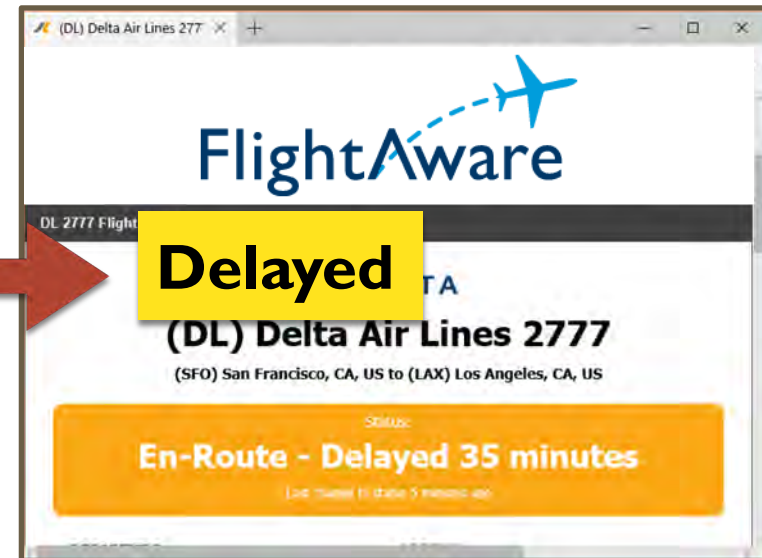 (DL) Delta Air Lines 277
FlightAware
DL 2777 Flight
Delayed
TA
(DL) Delta Air Lines 2777
(SFO) San Francisco, CA, US to (LAX) Los Angeles, CA, US
Status:
En-Route - Delayed 35 minutes